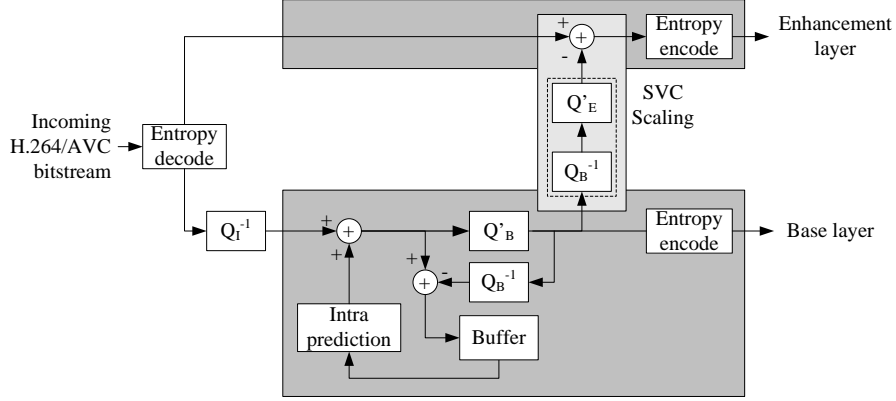 Entropy
encode
Enhancement
layer
Q'E
SVC
Scaling
Incoming
H.264/AVC
bitstream
Entropy
decode
QB-1
QI-1
+
+
+
-
+
+
+
+
+
-
Q'B
Entropy
encode
Base layer
QB-1
Intra
prediction
Buffer